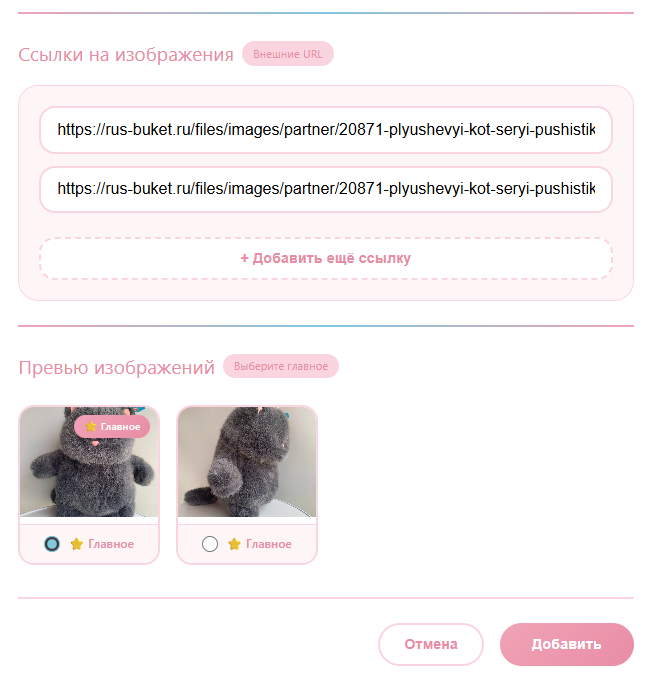 Ссылки на изображения Внешние URL
https://rus-buket.ru/files/images/partner/20871-plyushevyi-kot-seryi-pushistik
https://rus-buket.ru/files/images/partner/20871-plyushevyi-kot-seryi-pushistik
+ Добавить ещё ссылку
Превью изображений Выберите главное
⭐ Главное
⭐ Главное ⭐ Главное
Отмена Добавить